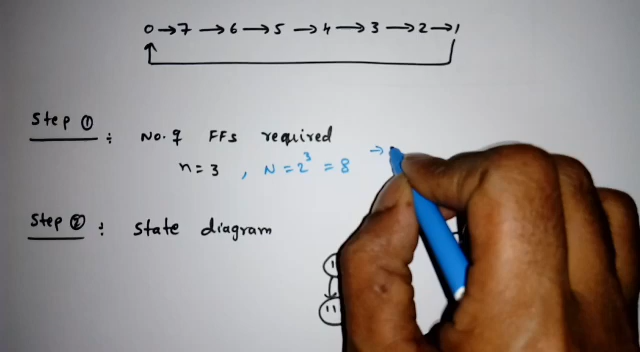 0 → 7 → 6 → 5 → 4 → 3 → 2 → 1
Step ① : No. of FFs required
n = 3 , N = 2³ = 8 →
Step ② : State diagram
11